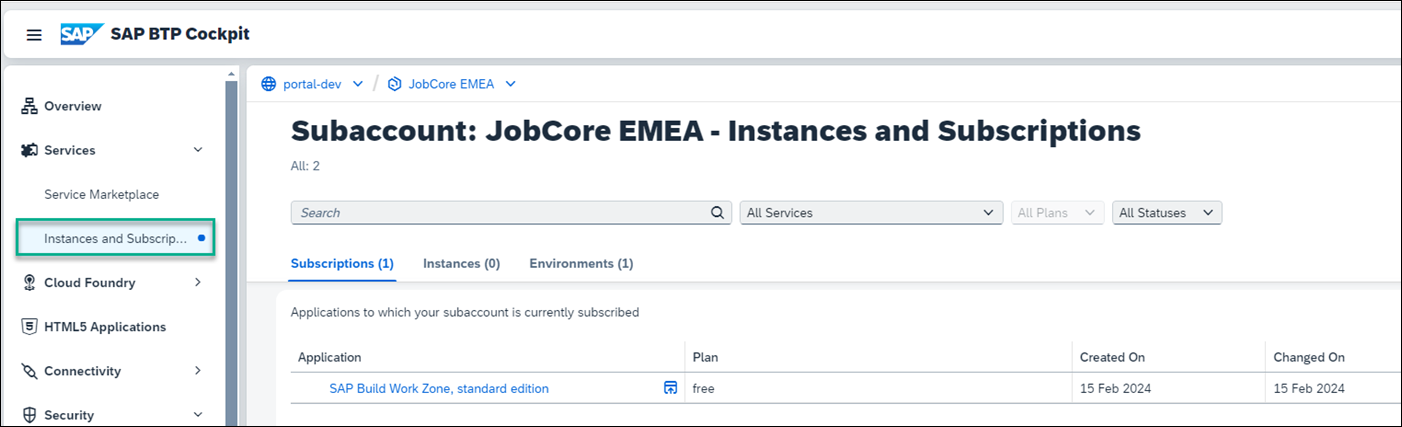 SAP SAP BTP Cockpit
Overview
Services
Service Marketplace
Instances and Subscrip...
Cloud Foundry
5 HTML5 Applications
Connectivity
Security
portal-dev / JobCore EMEA
Subaccount: JobCore EMEA - Instances and Subscriptions
All: 2
Search All Services All Plans All Statuses
Subscriptions (1) Instances (0) Environments (1)
Applications to which your subaccount is currently subscribed
Application Plan Created On Changed On
SAP Build Work Zone, standard edition free 15 Feb 2024 15 Feb 2024